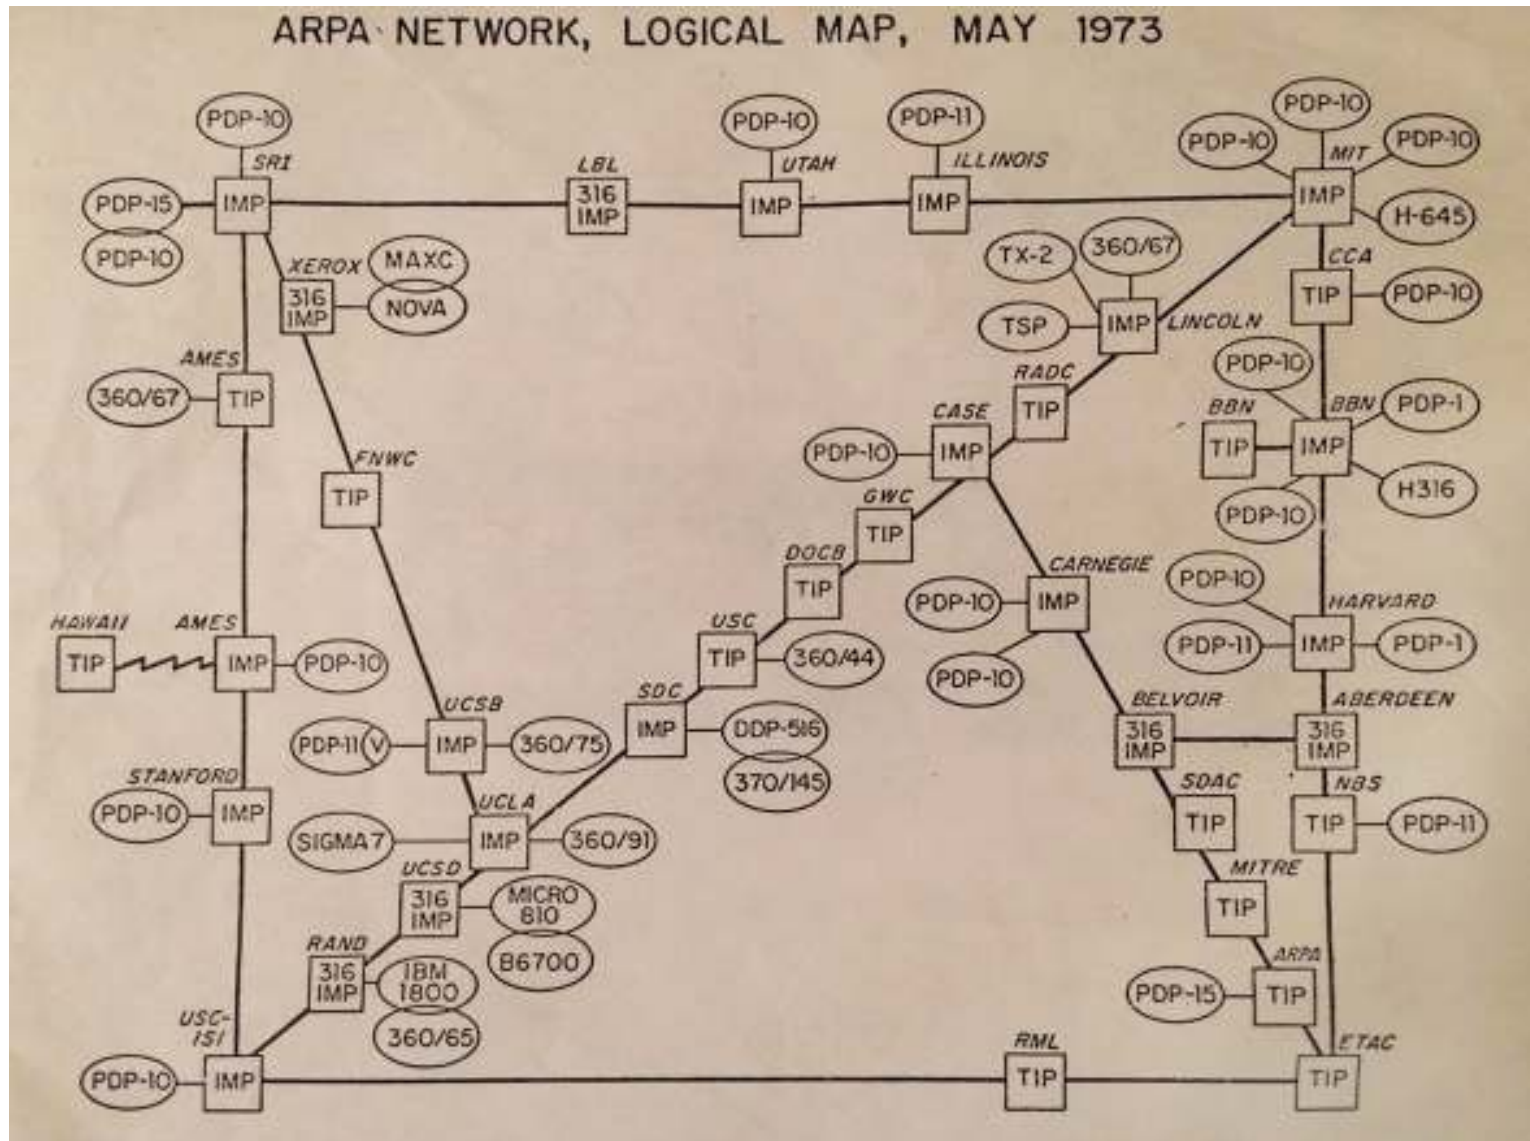 ARPA NETWORK, LOGICAL MAP, MAY 1973
PDP-10
SRI
PDP-15
IMP
PDP-10
LBL
316
IMP
PDP-10
UTAH
IMP
PDP-11
ILLINOIS
IMP
PDP-10
PDP-10
PDP-10
MIT
IMP
H-645
XEROX
MAXC
316
IMP
NOVA
TX-2
360/67
TSP
IMP
LINCOLN
CCA
TIP
PDP-10
AMES
360/67
TIP
RADC
TIP
CASE
PDP-10
IMP
PDP-10
BBN
TIP
BBN
IMP
PDP-1
H316
PDP-10
FNWC
TIP
GWC
TIP
DOCB
TIP
CARNEGIE
PDP-10
IMP
PDP-10
PDP-10
HARVARD
PDP-11
IMP
PDP-1
HAWAII
TIP
AMES
IMP
PDP-10
USC
TIP
360/44
SDC
IMP
DDP-516
370/145
UCSB
PDP-11
V
IMP
360/75
BELVOIR
316
IMP
ABERDEEN
316
IMP
STANFORD
PDP-10
IMP
UCLA
SIGMA 7
IMP
360/91
SDAC
TIP
NBS
TIP
PDP-11
UCSD
316
IMP
MICRO
810
B6700
MITRE
TIP
RAND
316
IMP
IBM
1800
360/65
ARPA
PDP-15
TIP
USC-
ISI
PDP-10
IMP
RML
TIP
ETAC
TIP